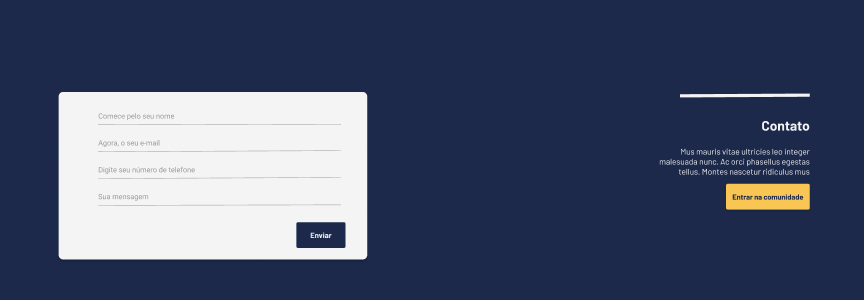 Comece pelo seu nome
Agora, o seu e-mail
Digite seu número de telefone
Sua mensagem
Enviar
Contato
Mus mauris vitae ultricies leo integer
malesuada nunc. Ac orci phasellus egestas
tellus. Montes nascetur ridiculus mus
Entrar na comunidade